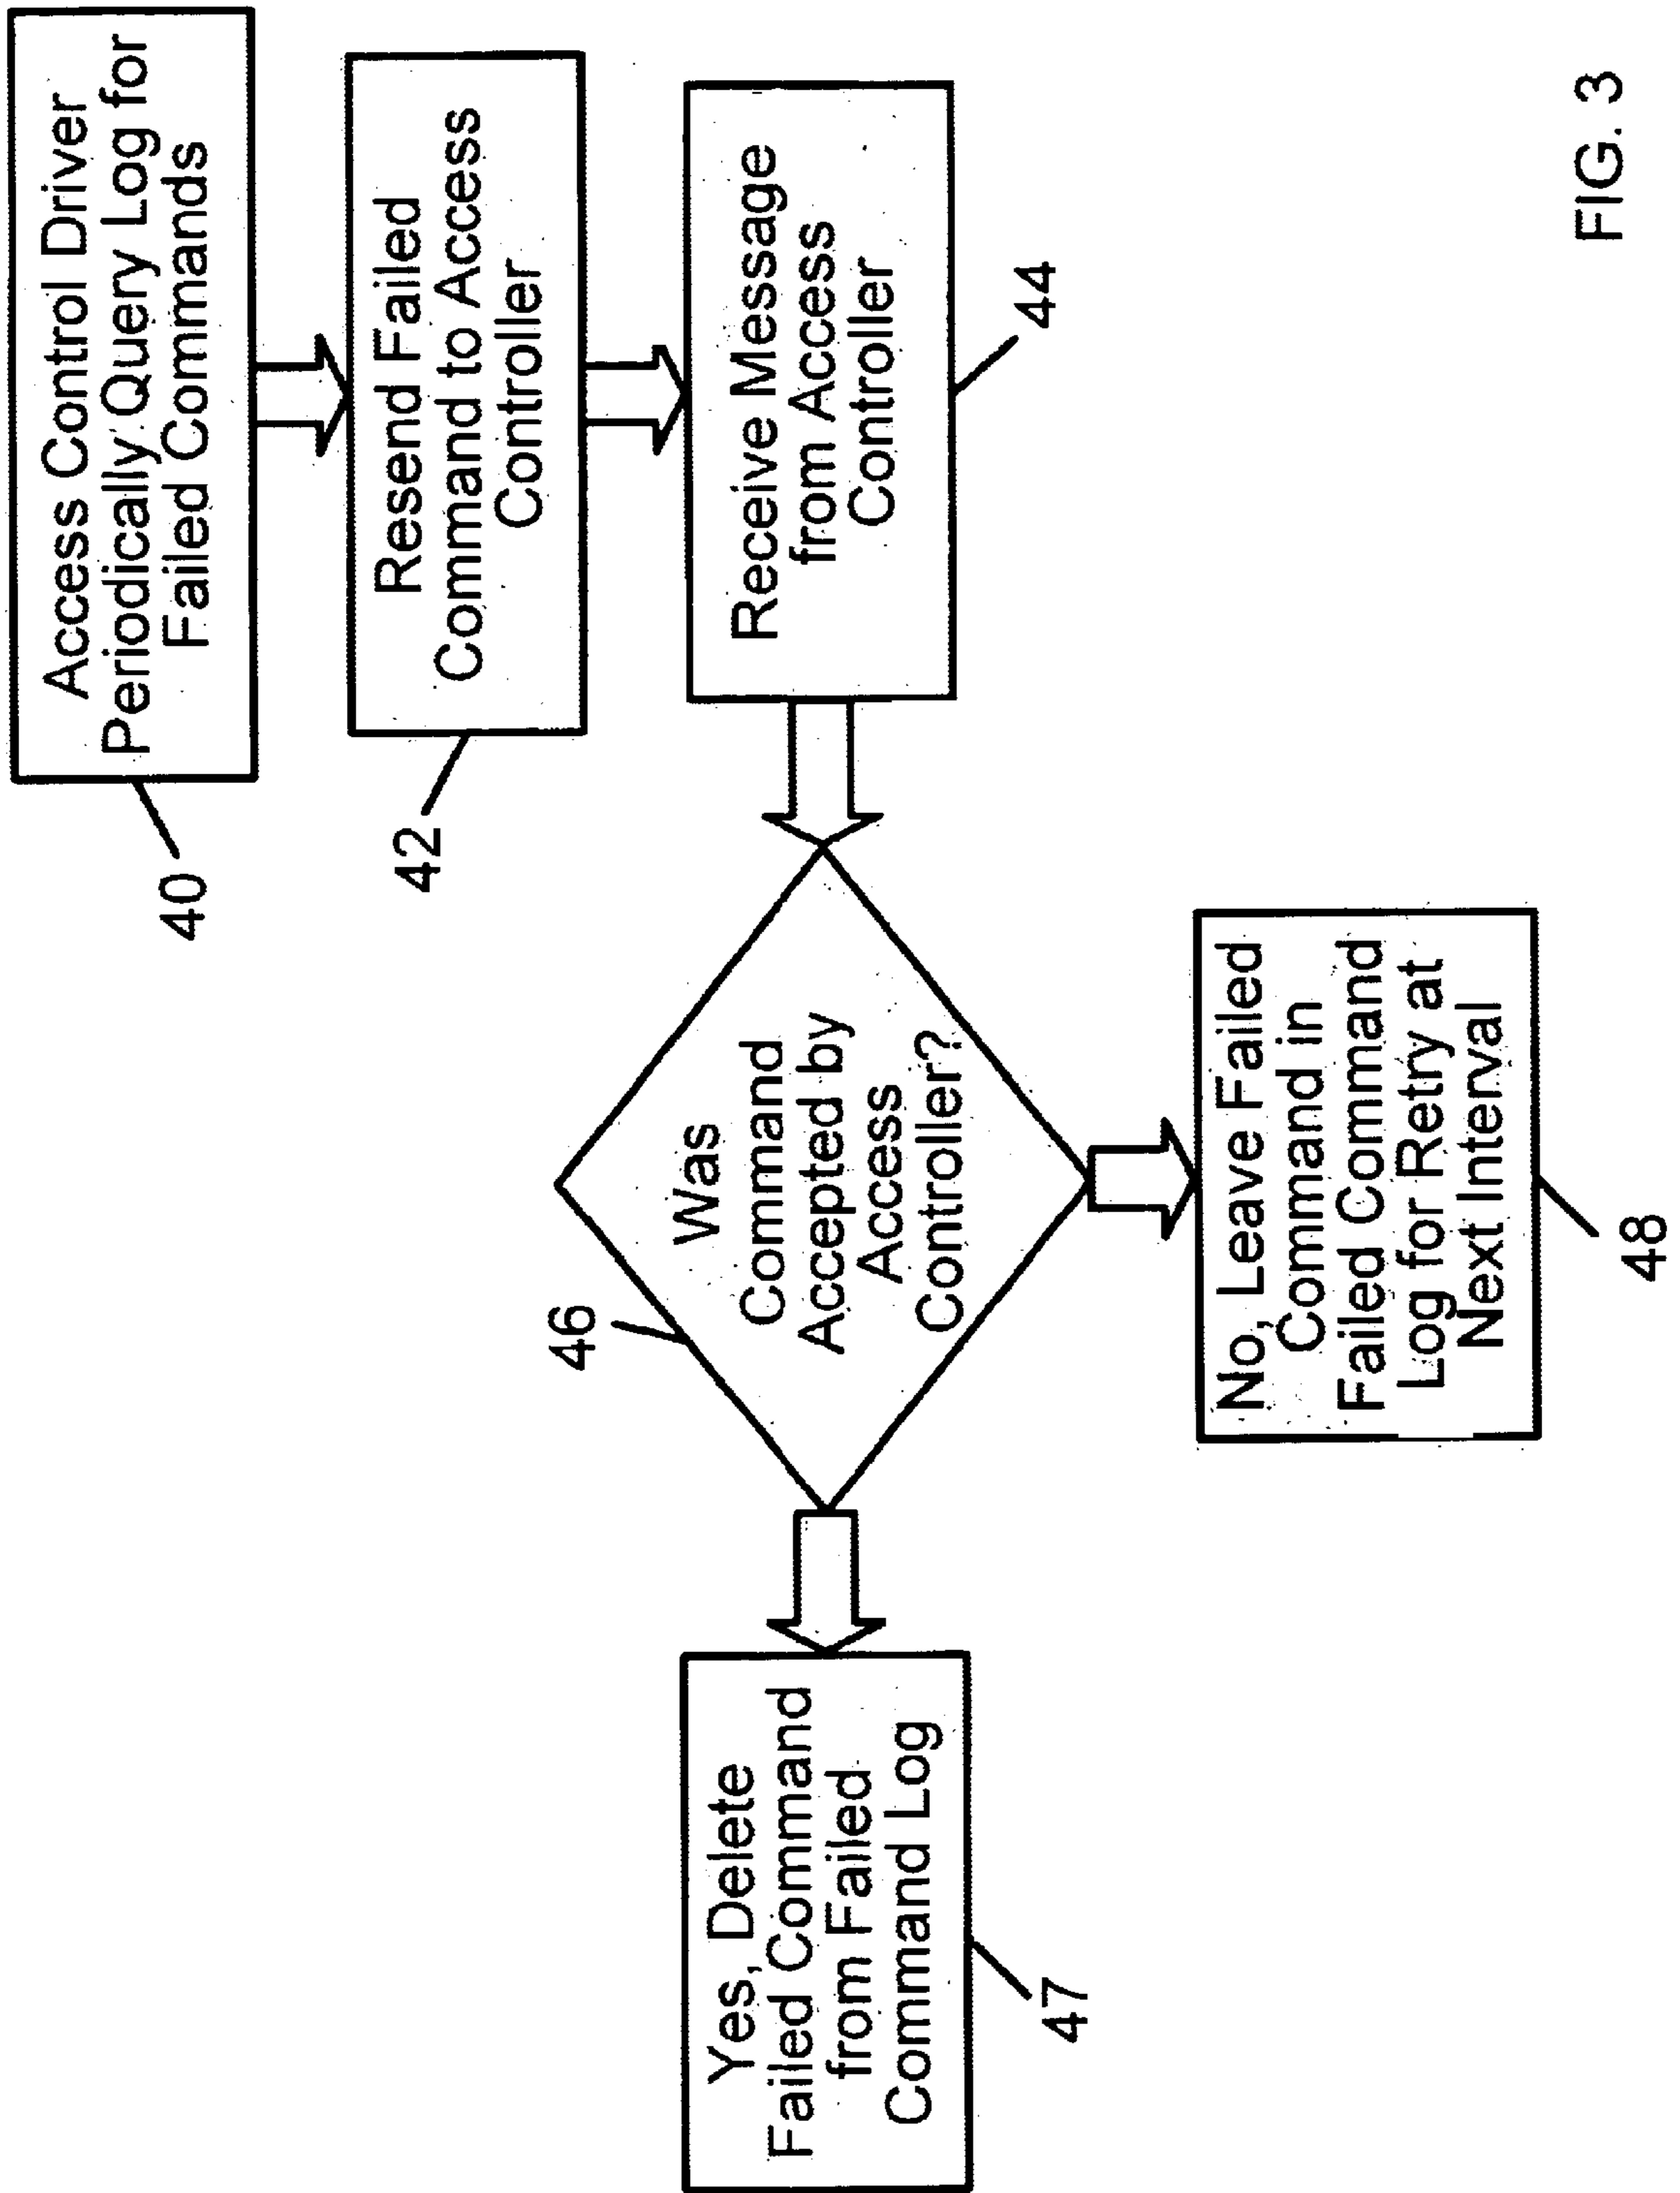 Access Control Driver
Periodically Query Log for
Failed Commands
40
Resend Failed
Command to Access
Controller
42
Receive Message
from Access
Controller
44
Was
Command
Accepted by
Access
Controller?
46
Yes, Delete
Failed Command
from Failed
Command Log
47
No, Leave Failed
Command in
Failed Command
Log for Retry at
Next Interval
48
FIG. 3